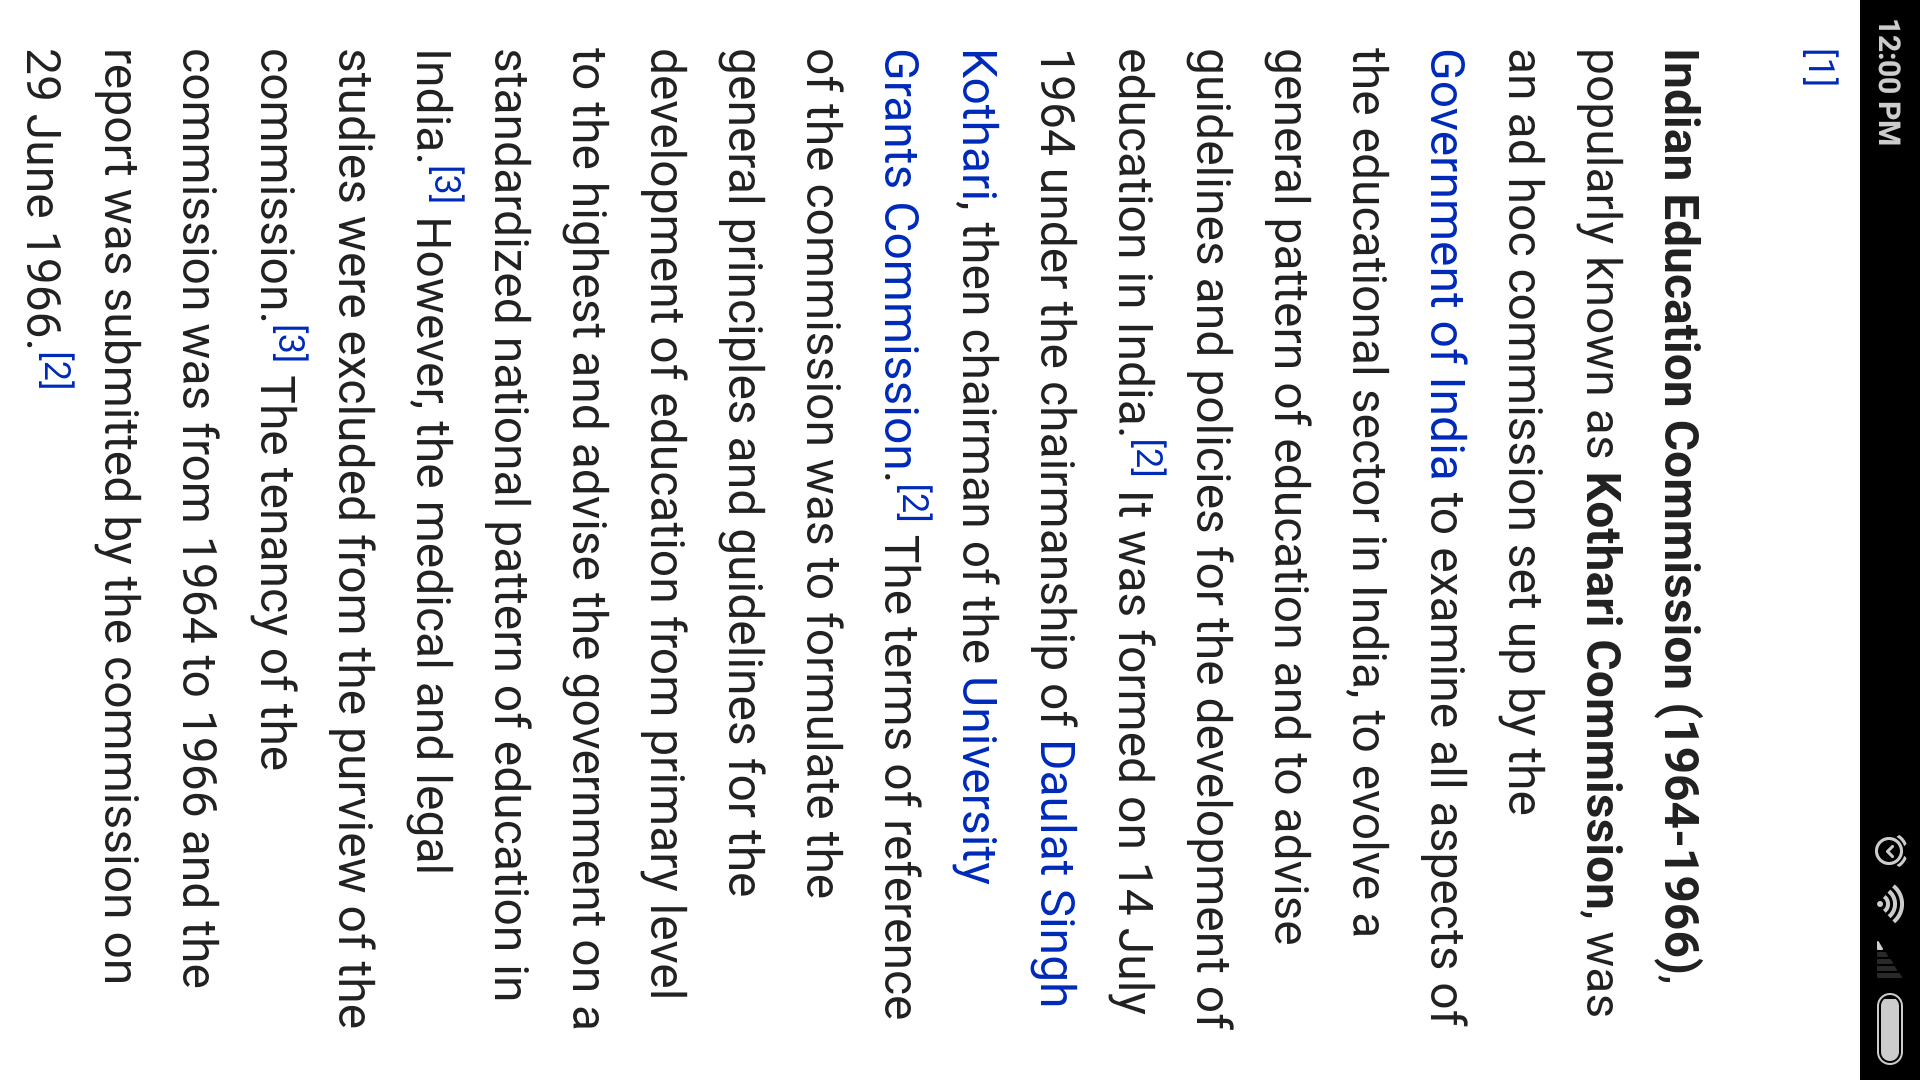 12:00 PM
[1]
Indian Education Commission (1964-1966),
popularly known as Kothari Commission, was
an ad hoc commission set up by the
Government of India to examine all aspects of
the educational sector in India, to evolve a
general pattern of education and to advise
guidelines and policies for the development of
education in India.[2] It was formed on 14 July
1964 under the chairmanship of Daulat Singh
Kothari, then chairman of the University
Grants Commission.[2] The terms of reference
of the commission was to formulate the
general principles and guidelines for the
development of education from primary level
to the highest and advise the government on a
standardized national pattern of education in
India.[3] However, the medical and legal
studies were excluded from the purview of the
commission.[3] The tenancy of the
commission was from 1964 to 1966 and the
report was submitted by the commission on
29 June 1966.[2]